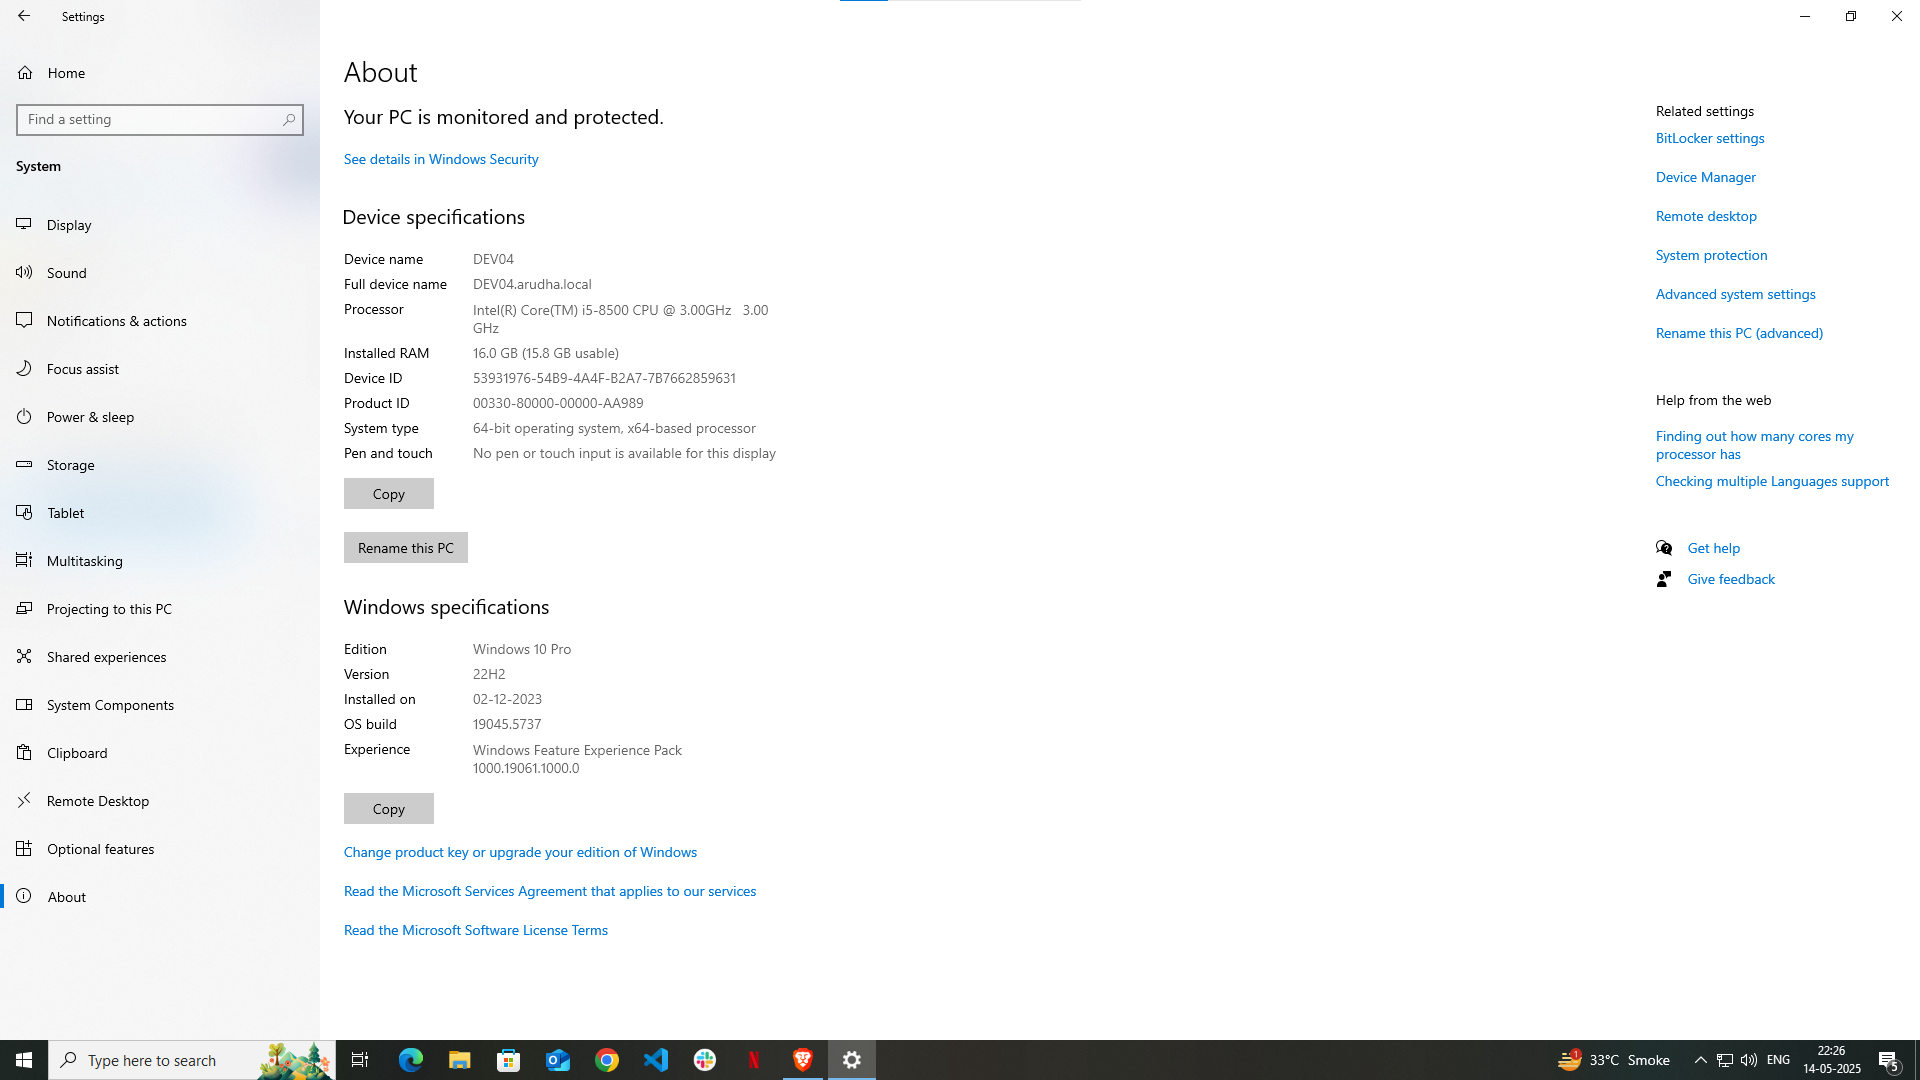 Settings
Home
Find a setting
System
Display
Sound
Notifications & actions
Focus assist
Power & sleep
Storage
Tablet
Multitasking
Projecting to this PC
Shared experiences
System Components
Clipboard
Remote Desktop
Optional features
About
About
Your PC is monitored and protected.
See details in Windows Security
Device specifications
Device name DEV04
Full device name DEV04.arudha.local
Processor Intel(R) Core(TM) i5-8500 CPU @ 3.00GHz 3.00
GHz
Installed RAM 16.0 GB (15.8 GB usable)
Device ID 53931976-54B9-4A4F-B2A7-7B7662859631
Product ID 00330-80000-00000-AA989
System type 64-bit operating system, x64-based processor
Pen and touch No pen or touch input is available for this display
Copy
Rename this PC
Windows specifications
Edition Windows 10 Pro
Version 22H2
Installed on 02-12-2023
OS build 19045.5737
Experience Windows Feature Experience Pack
1000.19061.1000.0
Copy
Change product key or upgrade your edition of Windows
Read the Microsoft Services Agreement that applies to our services
Read the Microsoft Software License Terms
Related settings
BitLocker settings
Device Manager
Remote desktop
System protection
Advanced system settings
Rename this PC (advanced)
Help from the web
Finding out how many cores my
processor has
Checking multiple Languages support
Get help
Give feedback
Type here to search
1
33°C Smoke
ENG
22:26
14-05-2025
5